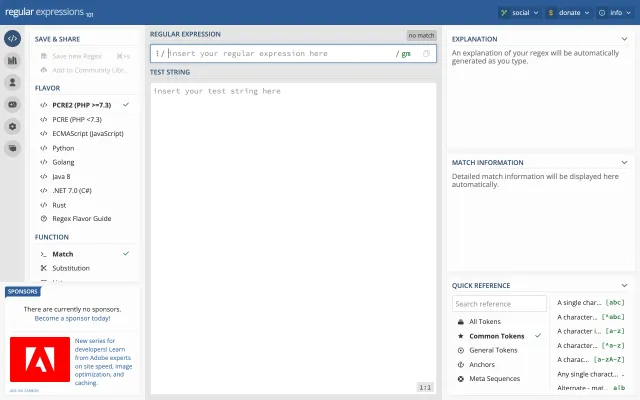 regular expressions 101
social
donate
info
SAVE & SHARE
Save new Regex ⌘+s
Add to Community Libr...
FLAVOR
PCRE2 (PHP >=7.3)
PCRE (PHP <7.3)
ECMAScript (JavaScript)
Python
Golang
Java 8
.NET 7.0 (C#)
Rust
Regex Flavor Guide
FUNCTION
Match
Substitution
SPONSORS
There are currently no sponsors.
Become a sponsor today!
New series for
developers! Learn
from Adobe experts
on site speed, image
optimization, and
caching.
REGULAR EXPRESSION
no match
/ insert your regular expression here / gm
TEST STRING
insert your test string here
1:1
EXPLANATION
An explanation of your regex will be automatically
generated as you type.
MATCH INFORMATION
Detailed match information will be displayed here
automatically.
QUICK REFERENCE
Search reference
All Tokens
Common Tokens
General Tokens
Anchors
Meta Sequences
A single char... [abc]
A character... [^abc]
A character i... [a-z]
A character... [^a-z]
A charac... [a-zA-Z]
Any single charact... .
Alternate - mat... a|b